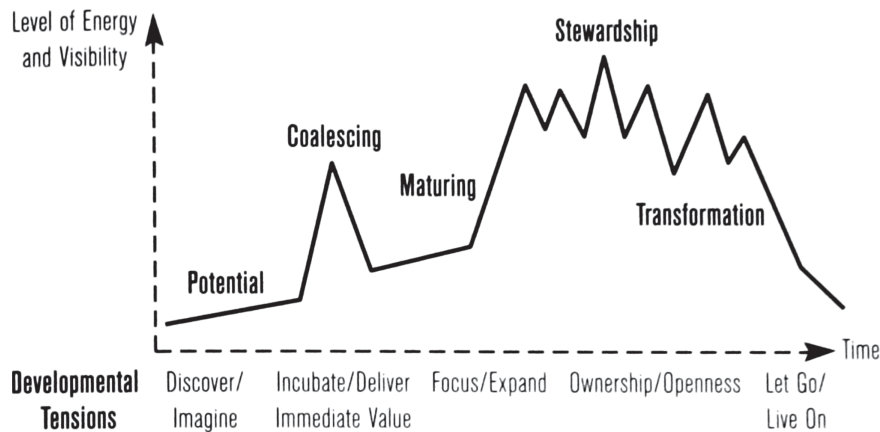 Level of Energy
and Visibility
Stewardship
Coalescing
Maturing
Transformation
Potential
Time
Developmental
Tensions
Discover/
Imagine
Incubate/Deliver
Immediate Value
Focus/Expand
Ownership/Openness
Let Go/
Live On